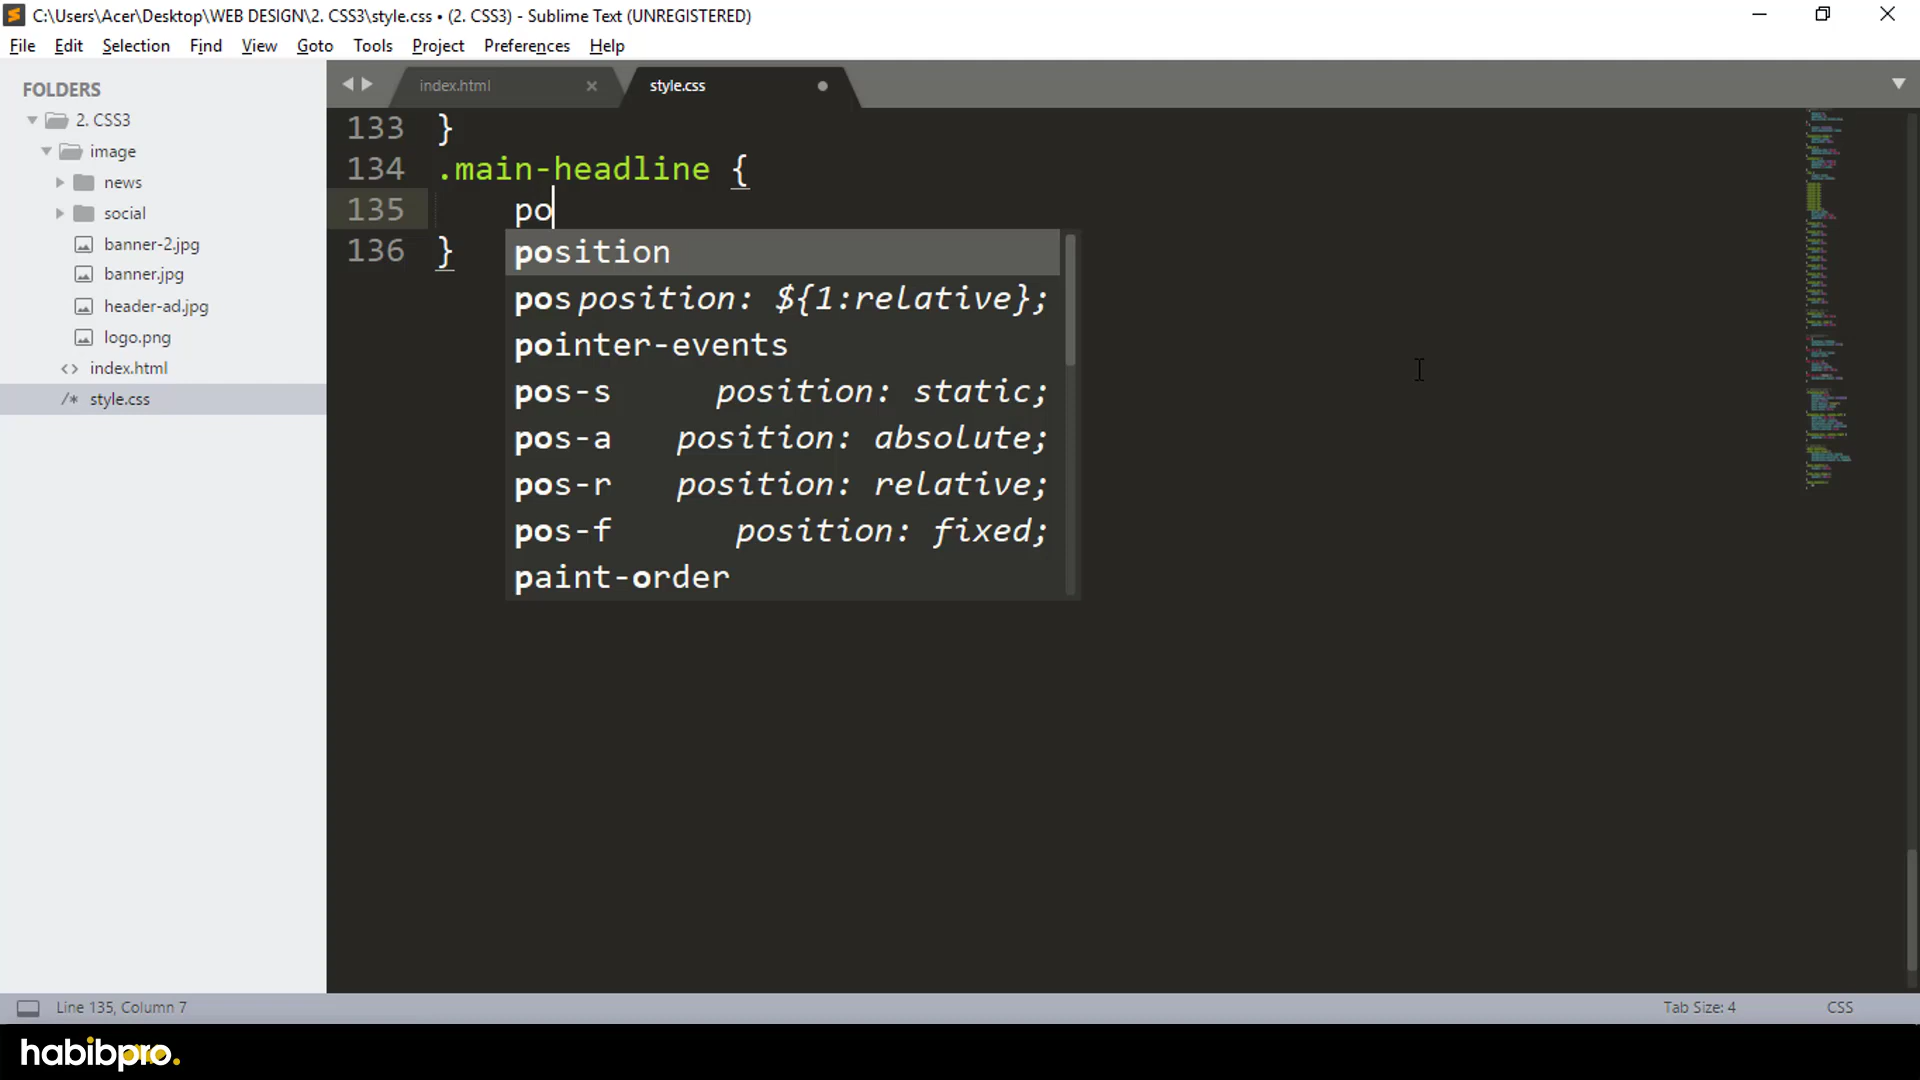 C:\Users\Acer\Desktop\WEB DESIGN\2. CSS3\style.css • (2. CSS3) - Sublime Text (UNREGISTERED)
File Edit Selection Find View Goto Tools Project Preferences Help
FOLDERS
2. CSS3
image
news
social
banner-2.jpg
banner.jpg
header-ad.jpg
logo.png
<> index.html
/* style.css
index.html × style.css
133 }
134 .main-headline {
135 po
136 }
position
pos position: ${1:relative};
pointer-events
pos-s position: static;
pos-a position: absolute;
pos-r position: relative;
pos-f position: fixed;
paint-order
Line 135, Column 7
Tab Size: 4
CSS
habibpro.